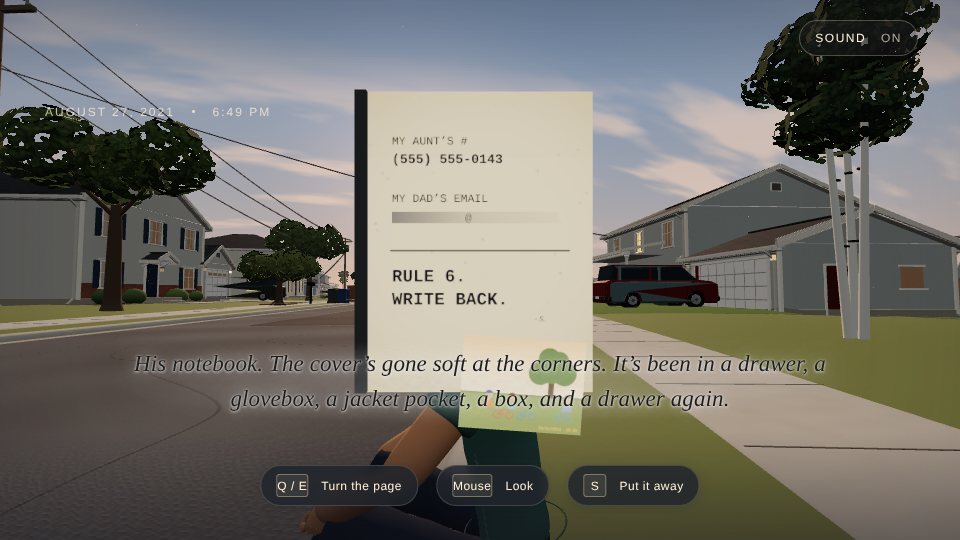 SOUND ON
AUGUST 27, 2021 • 6:49 PM
MY AUNT'S #
(555) 555-0143
MY DAD'S EMAIL
@
RULE 6.
WRITE BACK.
-S.
His notebook. The cover’s gone soft at the corners. It’s been in a drawer, a
glovebox, a jacket pocket, a box, and a drawer again.
Q / E Turn the page
Mouse Look
S Put it away